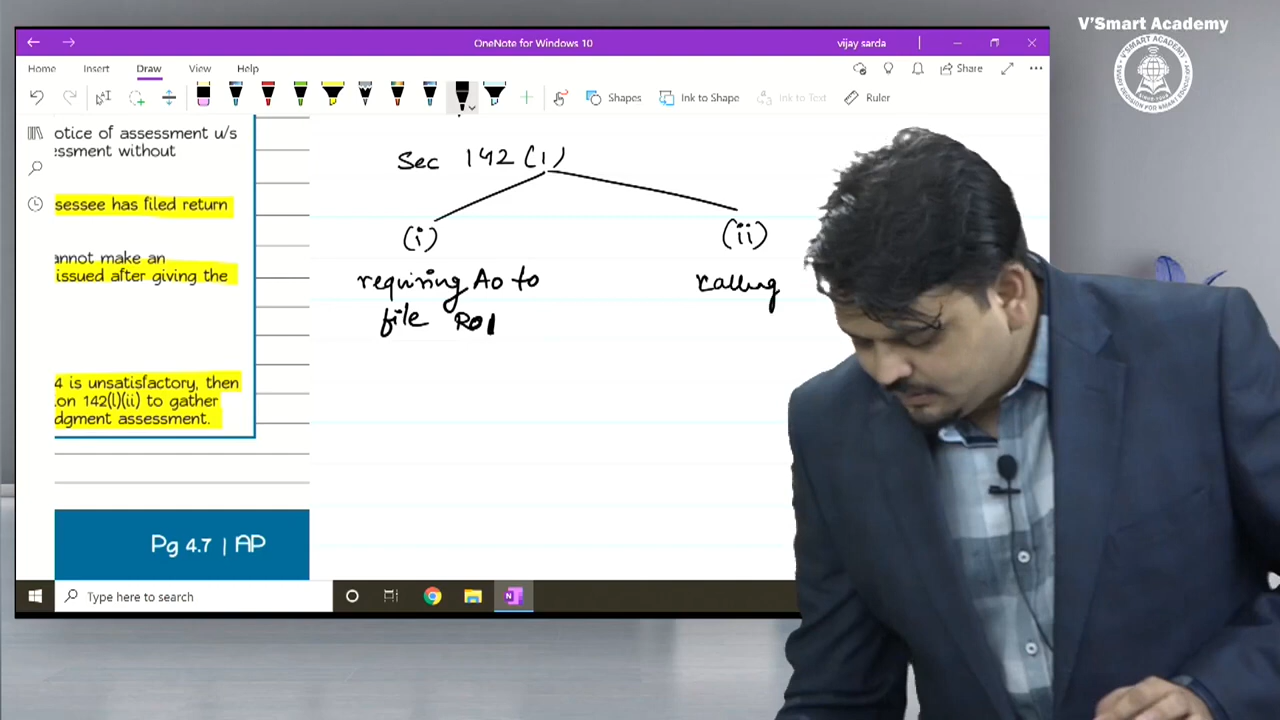 V'Smart Academy
OneNote for Windows 10
vijay sarda
Home Insert Draw View Help
Share
Shapes Ink to Shape Ink to Text Ruler
otice of assessment u/s
essment without
sessee has filed return
annot make an
issued after giving the
4 is unsatisfactory, then
on 142(l)(ii) to gather
dgment assessment.
Pg 4.7 | AP
Sec 142 (1)
(i) (ii)
requiring Ao to calling
file ROI
Type here to search